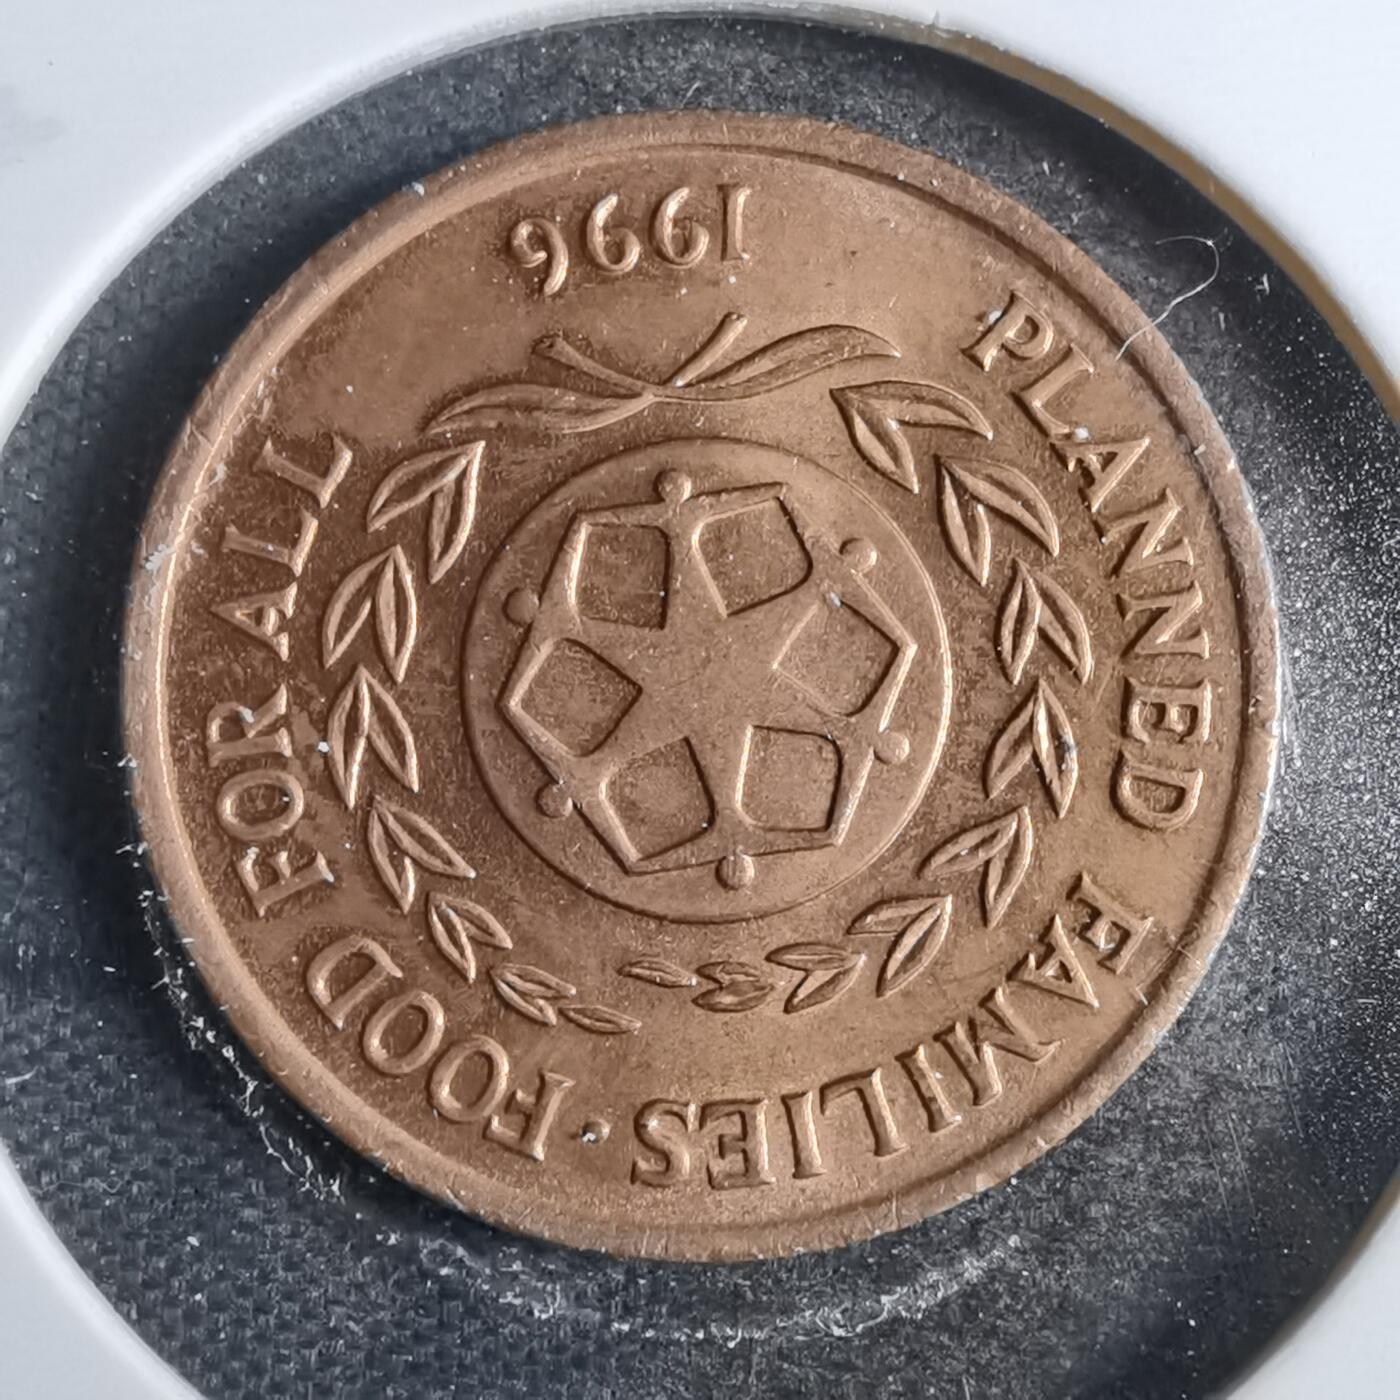 PLANNED FAMILIES · FOOD FOR ALL
1996